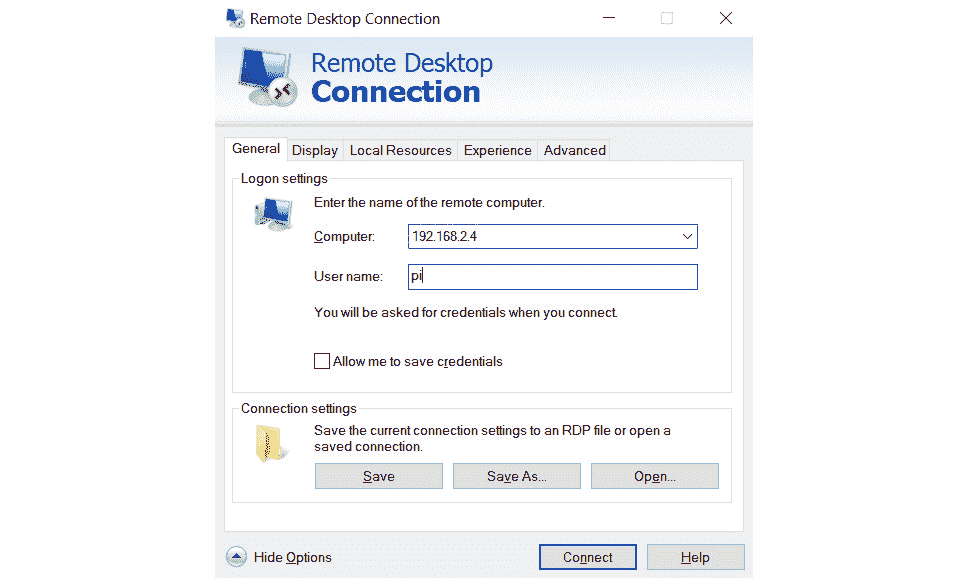 Remote Desktop Connection
Remote Desktop
Connection
General Display Local Resources Experience Advanced
Logon settings
Enter the name of the remote computer.
Computer: 192.168.2.4
User name: pi
You will be asked for credentials when you connect.
Allow me to save credentials
Connection settings
Save the current connection settings to an RDP file or open a
saved connection.
Save Save As... Open...
Hide Options Connect Help